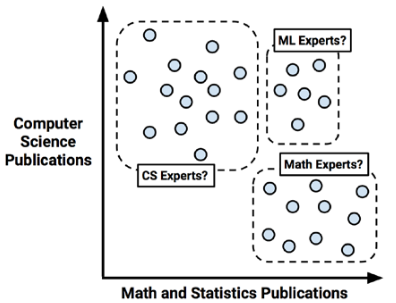 ML Experts?
Computer
Science
Publications
Math Experts?
CS Experts?
Math and Statistics Publications